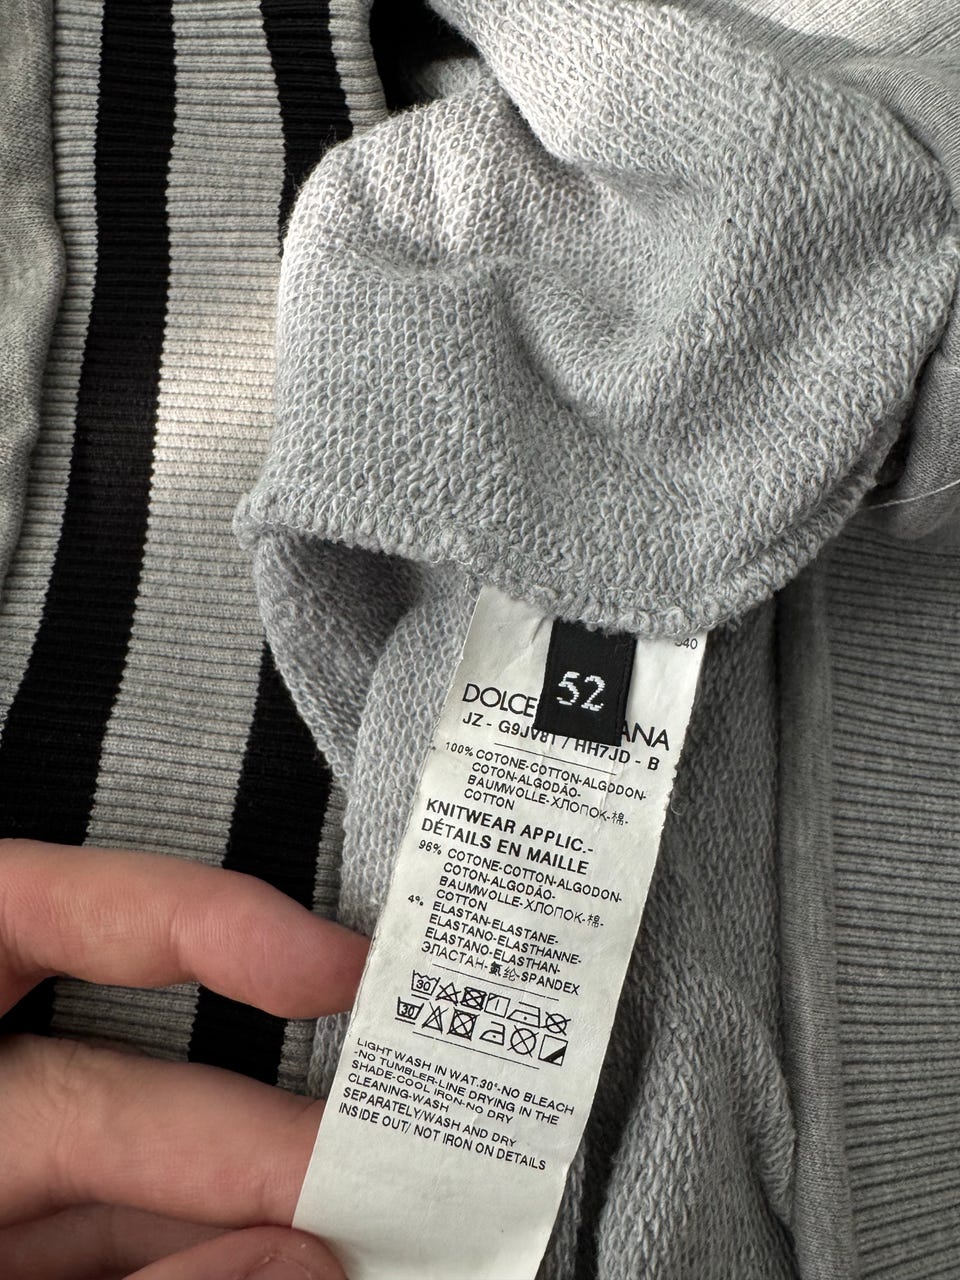 340
52
DOLCE ANA
JZ - G9JV8T / HH7JD - B
100% COTONE-COTTON-ALGODON-
COTON-ALGODÃO-
BAUMWOLLE-ХЛОПОК-棉-
COTTON
KNITWEAR APPLIC.-
DÉTAILS EN MAILLE
96% COTONE-COTTON-ALGODON-
COTON-ALGODÃO-
BAUMWOLLE-ХЛОПОК-棉-
COTTON
4% ELASTAN-ELASTANE-
ELASTANO-ELASTHANNE-
ELASTANO-ELASTHAN-
ЭЛАСТАН-氨纶-SPANDEX
30
30
LIGHT WASH IN WAT.30°-NO BLEACH
-NO TUMBLER-LINE DRYING IN THE
SHADE-COOL IRON-NO DRY
CLEANING-WASH
SEPARATELY/WASH AND DRY
INSIDE OUT/ NOT IRON ON DETAILS